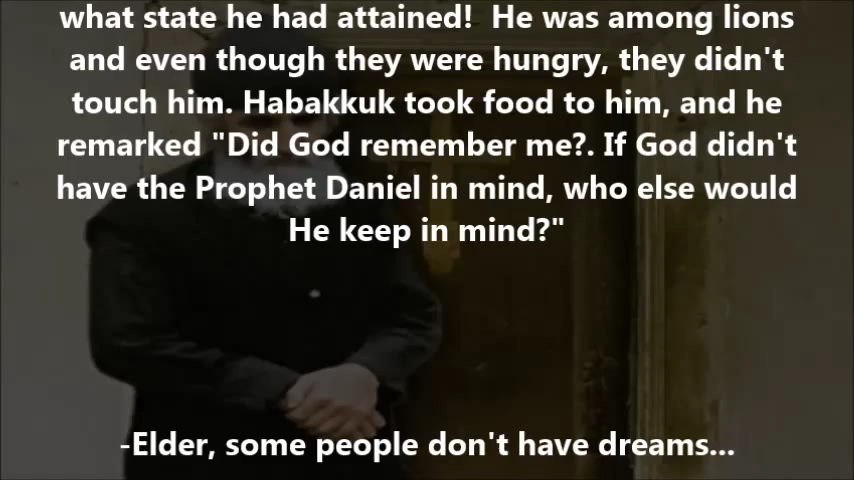 what state he had attained!  He was among lions
and even though they were hungry, they didn't
touch him. Habakkuk took food to him, and he
remarked "Did God remember me?. If God didn't
have the Prophet Daniel in mind, who else would
He keep in mind?"
-Elder, some people don't have dreams...